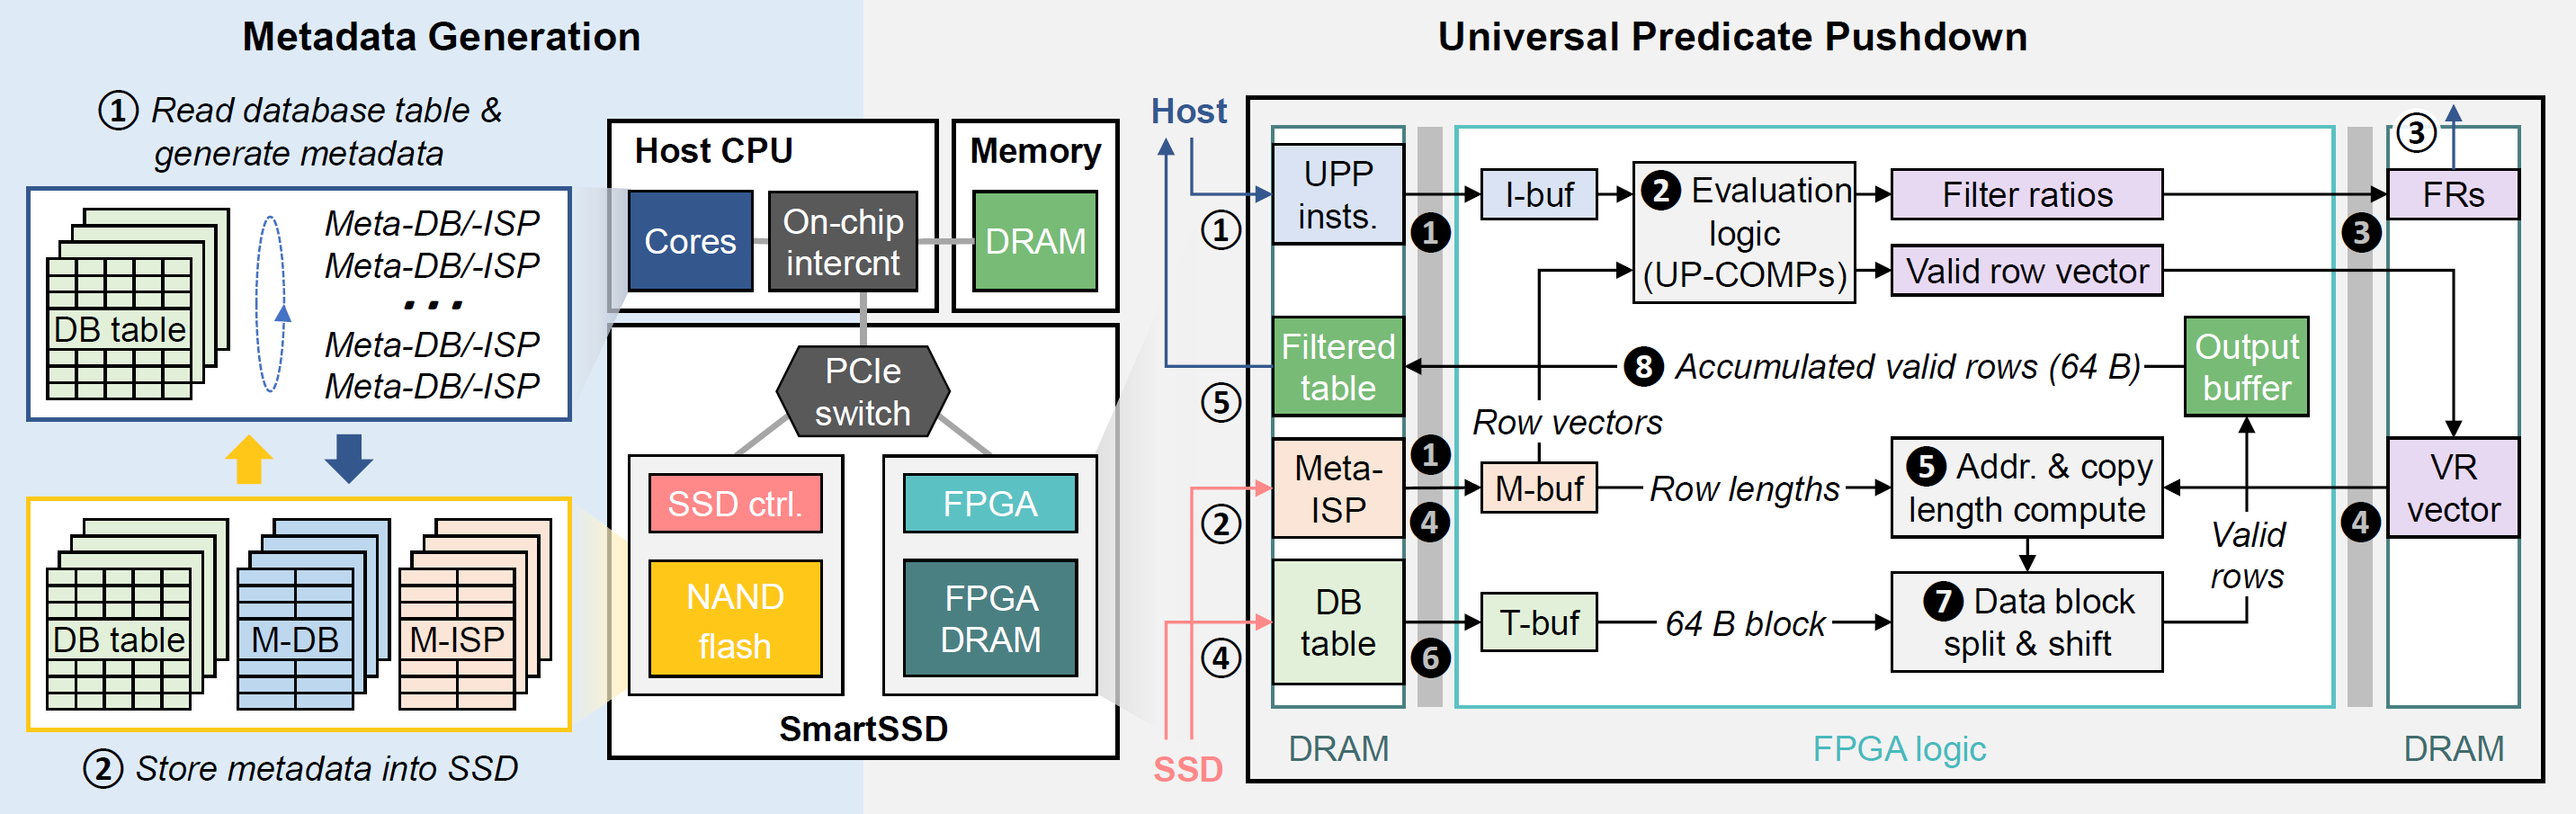 Metadata Generation
① Read database table &
generate metadata
DB table
Meta-DB/-ISP
Meta-DB/-ISP
...
Meta-DB/-ISP
Meta-DB/-ISP
DB table
M-DB
M-ISP
② Store metadata into SSD
Host CPU
Cores
On-chip
intercnt
Memory
DRAM
PCIe
switch
SSD ctrl.
NAND
flash
FPGA
FPGA
DRAM
SmartSSD
Universal Predicate Pushdown
Host
①
⑤
②
④
SSD
UPP
insts.
Filtered
table
Meta-
ISP
DB
table
DRAM
❶
❶
❹
❻
I-buf
❷ Evaluation
logic
(UP-COMPs)
Filter ratios
Valid row vector
❽ Accumulated valid rows (64 B)
Output
buffer
Row vectors
M-buf
Row lengths
❺ Addr. & copy
length compute
Valid
rows
T-buf
64 B block
❼ Data block
split & shift
FPGA logic
③
FRs
❸
VR
vector
❹
DRAM